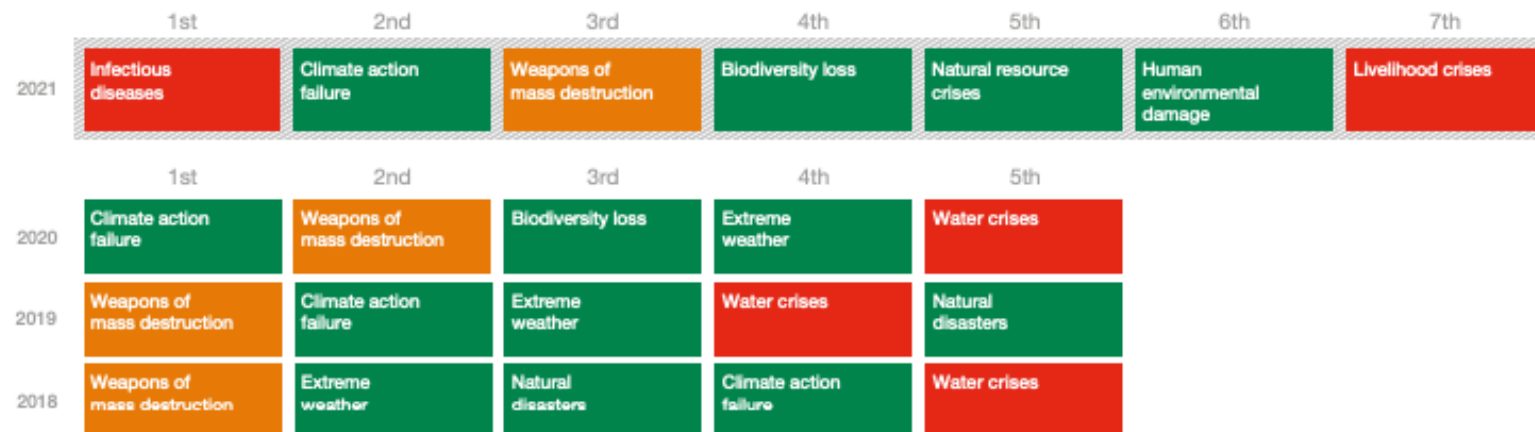 1st 2nd 3rd 4th 5th 6th 7th
2021
Infectious
diseases
Climate action
failure
Weapons of
mass destruction
Biodiversity loss
Natural resource
crises
Human
environmental
damage
Livelihood crises
1st 2nd 3rd 4th 5th
2020
Climate action
failure
Weapons of
mass destruction
Biodiversity loss
Extreme
weather
Water crises
2019
Weapons of
mass destruction
Climate action
failure
Extreme
weather
Water crises
Natural
disasters
2018
Weapons of
mass destruction
Extreme
weather
Natural
disasters
Climate action
failure
Water crises